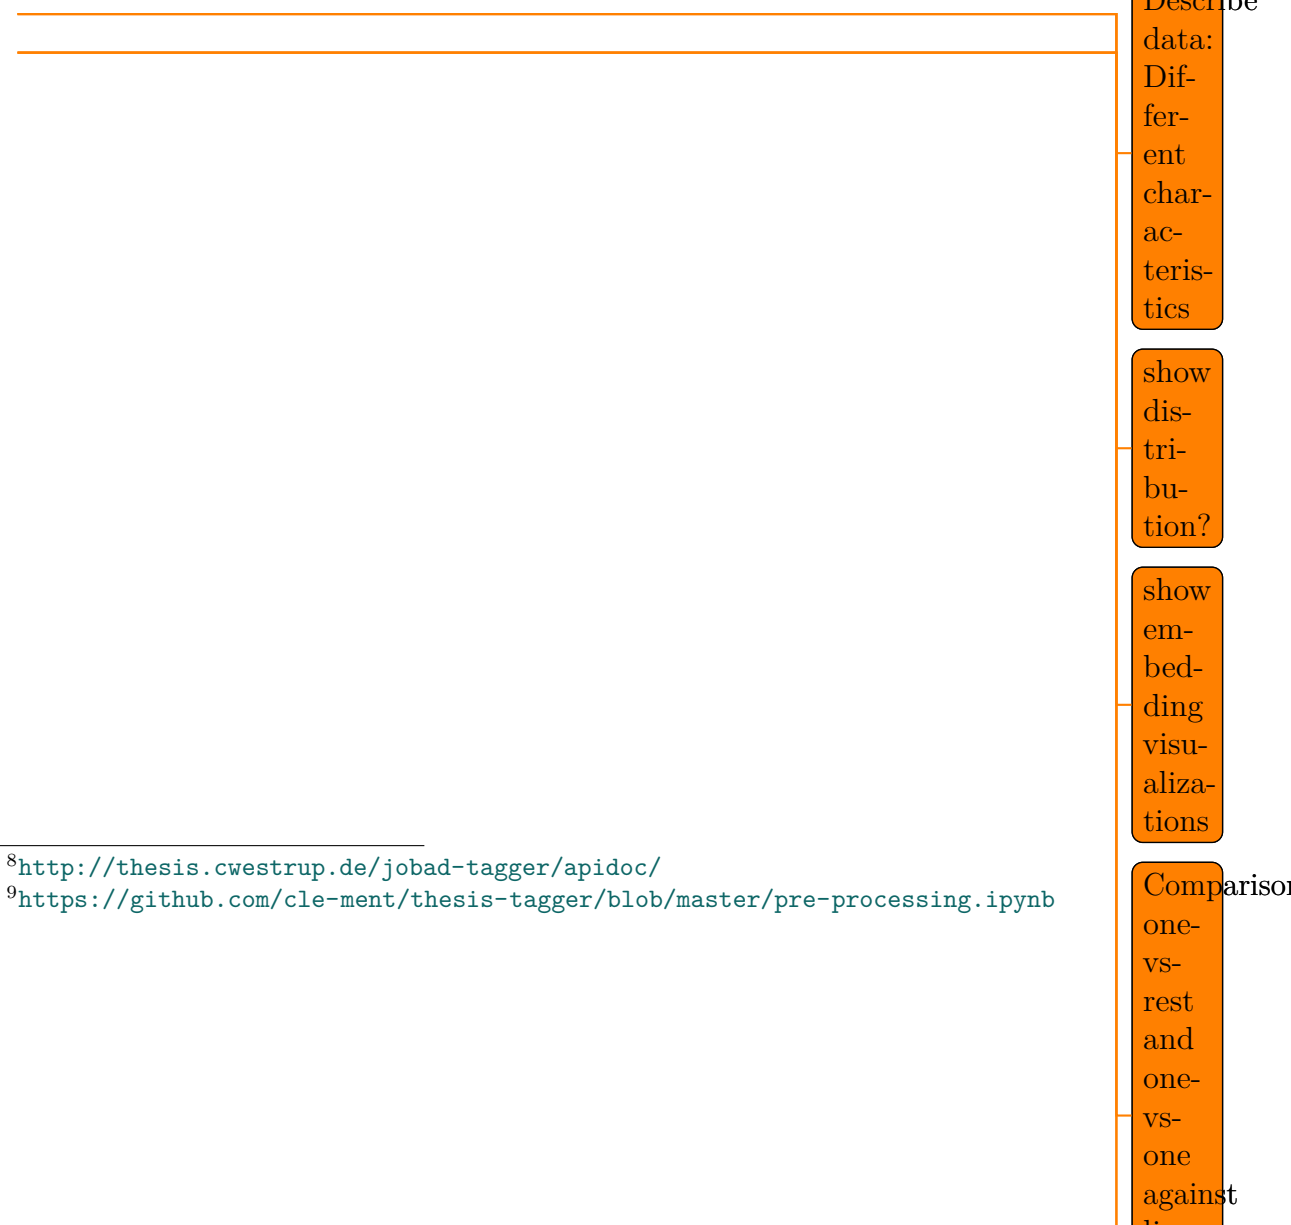 Describe
data:
Dif-
fer-
ent
char-
ac-
teris-
tics
show
dis-
tri-
bu-
tion?
show
em-
bed-
ding
visu-
aliza-
tions
8http://thesis.cwestrup.de/jobad-tagger/apidoc/
9https://github.com/cle-ment/thesis-tagger/blob/master/pre-processing.ipynb
Comparison
one-
vs-
rest
and
one-
vs-
one
against